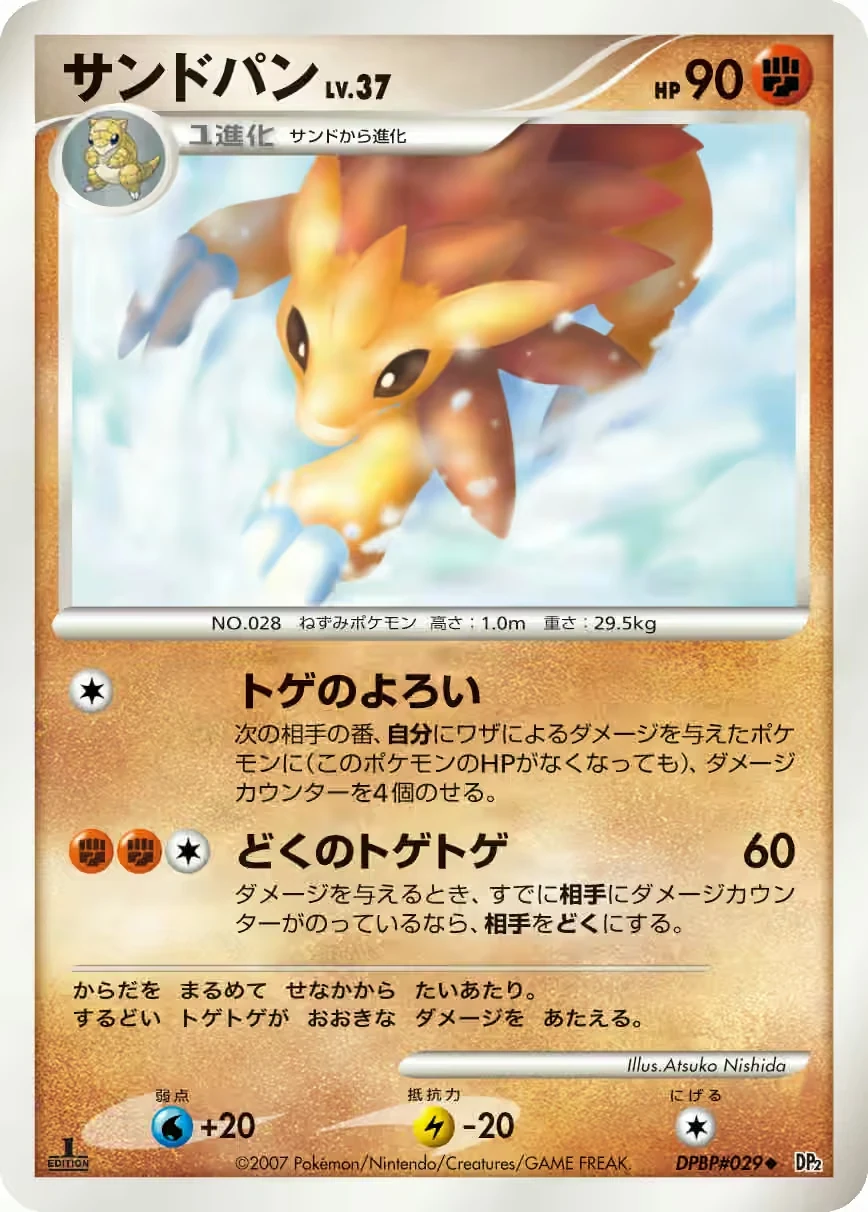 サンドパン LV.37 HP 90
1進化 サンドから進化
NO.028 ねずみポケモン 高さ:1.0m 重さ:29.5kg
トゲのよろい
次の相手の番、自分にワザによるダメージを与えたポケ
モンに(このポケモンのHPがなくなっても)、ダメージ
カウンターを4個のせる。
どくのトゲトゲ 60
ダメージを与えるとき、すでに相手にダメージカウン
ターがのっているなら、相手をどくにする。
からだを まるめて せなかから たいあたり。
するどい トゲトゲが おおきな ダメージを あたえる。
Illus.Atsuko Nishida
弱点 抵抗力 にげる
+20 -20
1 EDITION ©2007 Pokémon/Nintendo/Creatures/GAME FREAK. DPBP#029◆ DP2